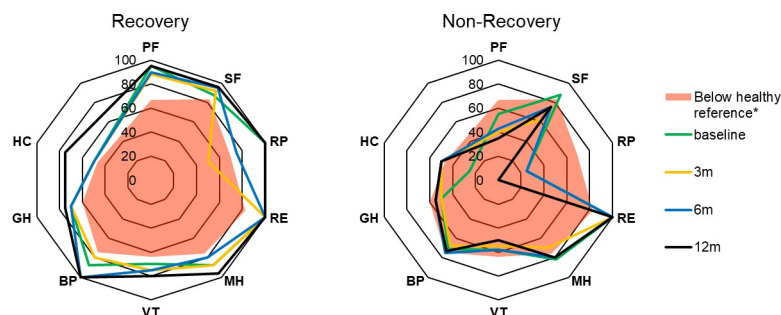 Recovery
PF
100
80
60
40
20
0
SF
RP
RE
MH
VT
BP
GH
HC
Non-Recovery
PF
100
80
60
40
20
0
SF
RP
RE
MH
VT
BP
GH
HC
Below healthy
reference*
baseline
3m
6m
12m